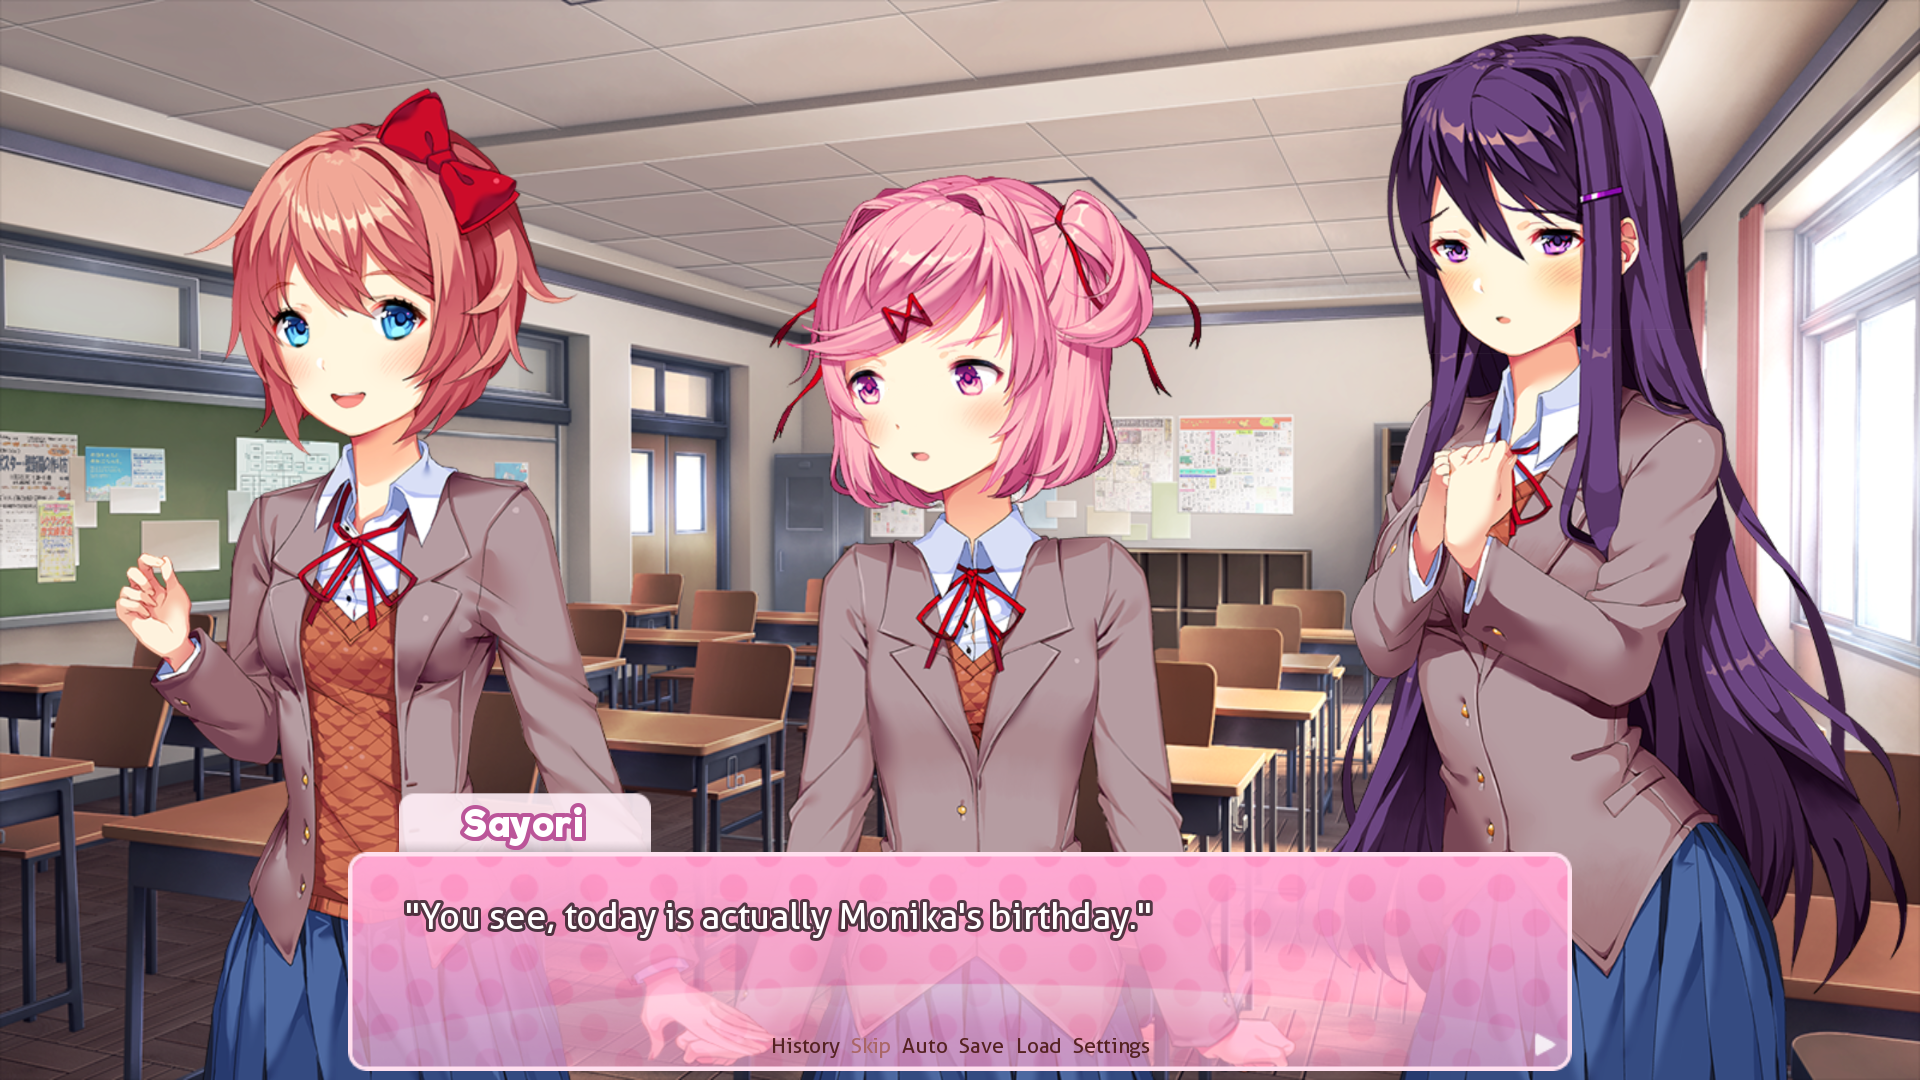 Sayori
"You see, today is actually Monika's birthday."
History Skip Auto Save Load Settings